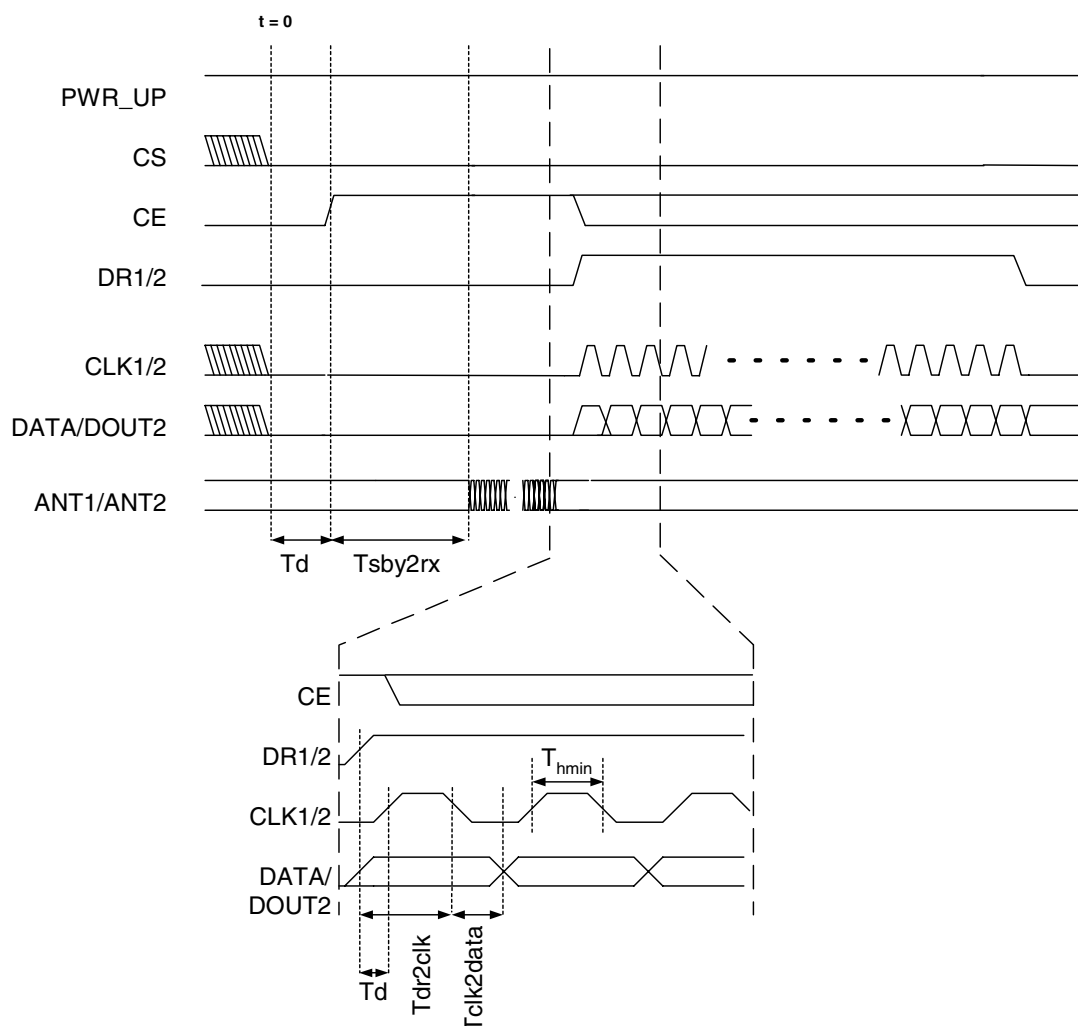 t = 0
PWR_UP
CS
CE
DR1/2
CLK1/2
DATA/DOUT2
ANT1/ANT2
Td
Tsby2rx
CE
DR1/2
Thmin
CLK1/2
DATA/
DOUT2
Td
Tdr2clk
Tclk2data